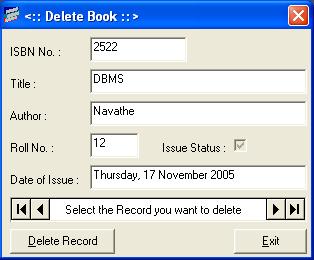 <:: Delete Book ::>
ISBN No. : 2522
Title : DBMS
Author : Navathe
Roll No. : 12 Issue Status :
Date of Issue : Thursday, 17 November 2005
Select the Record you want to delete
Delete Record Exit